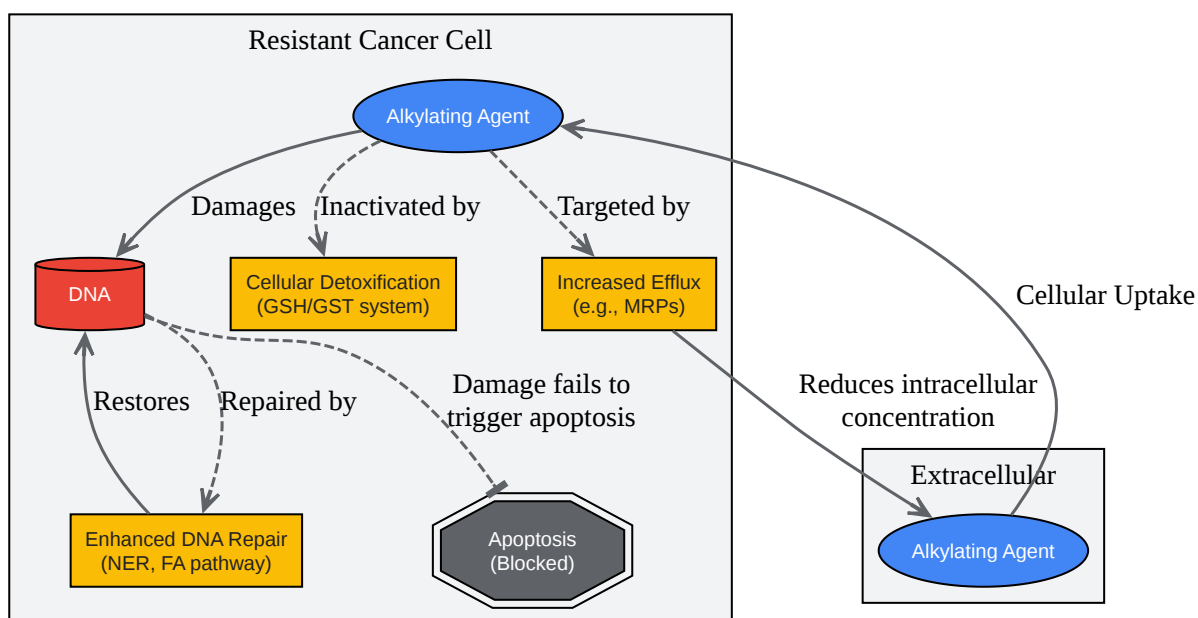 Resistant Cancer Cell
Alkylating Agent
Damages
Inactivated by
Targeted by
DNA
Cellular Detoxification
(GSH/GST system)
Increased Efflux
(e.g., MRPs)
Cellular Uptake
Restores
Repaired by
Damage fails to
trigger apoptosis
Reduces intracellular
concentration
Extracellular
Enhanced DNA Repair
(NER, FA pathway)
Apoptosis
(Blocked)
Alkylating Agent